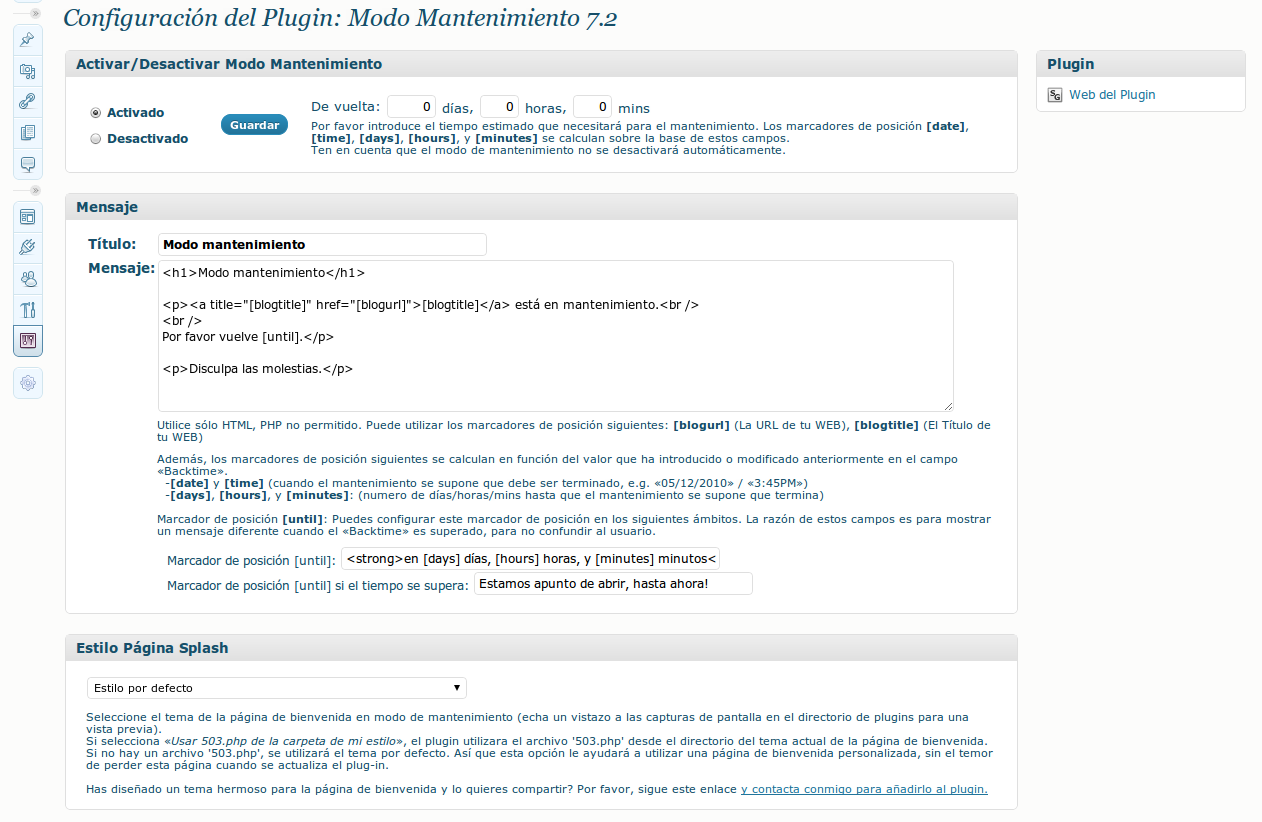 Configuración del Plugin: Modo Mantenimiento 7.2
Activar/Desactivar Modo Mantenimiento
Activado
Desactivado
Guardar
De vuelta: 0 días, 0 horas, 0 mins
Por favor introduce el tiempo estimado que necesitará para el mantenimiento. Los marcadores de posición [date],
[time], [days], [hours], y [minutes] se calculan sobre la base de estos campos.
Ten en cuenta que el modo de mantenimiento no se desactivará automáticamente.
Plugin
Web del Plugin
Mensaje
Título: Modo mantenimiento
Mensaje:
<h1>Modo mantenimiento</h1>
<p><a title="[blogtitle]" href="[blogurl]">[blogtitle]</a> está en mantenimiento.<br />
<br />
Por favor vuelve [until].</p>
<p>Disculpa las molestias.</p>
Utilice sólo HTML, PHP no permitido. Puede utilizar los marcadores de posición siguientes: [blogurl] (La URL de tu WEB), [blogtitle] (El Título de
tu WEB)
Además, los marcadores de posición siguientes se calculan en función del valor que ha introducido o modificado anteriormente en el campo
«Backtime».
-[date] y [time] (cuando el mantenimiento se supone que debe ser terminado, e.g. «05/12/2010» / «3:45PM»)
-[days], [hours], y [minutes]: (numero de días/horas/mins hasta que el mantenimiento se supone que termina)
Marcador de posición [until]: Puedes configurar este marcador de posición en los siguientes ámbitos. La razón de estos campos es para mostrar
un mensaje diferente cuando el «Backtime» es superado, para no confundir al usuario.
Marcador de posición [until]: <strong>en [days] días, [hours] horas, y [minutes] minutos<
Marcador de posición [until] si el tiempo se supera: Estamos apunto de abrir, hasta ahora!
Estilo Página Splash
Estilo por defecto
Seleccione el tema de la página de bienvenida en modo de mantenimiento (echa un vistazo a las capturas de pantalla en el directorio de plugins para una
vista previa).
Si selecciona «Usar 503.php de la carpeta de mi estilo», el plugin utilizara el archivo '503.php' desde el directorio del tema actual de la página de bienvenida.
Si no hay un archivo '503.php', se utilizará el tema por defecto. Así que esta opción le ayudará a utilizar una página de bienvenida personalizada, sin el temor
de perder esta página cuando se actualiza el plug-in.
Has diseñado un tema hermoso para la página de bienvenida y lo quieres compartir? Por favor, sigue este enlace y contacta conmigo para añadirlo al plugin.